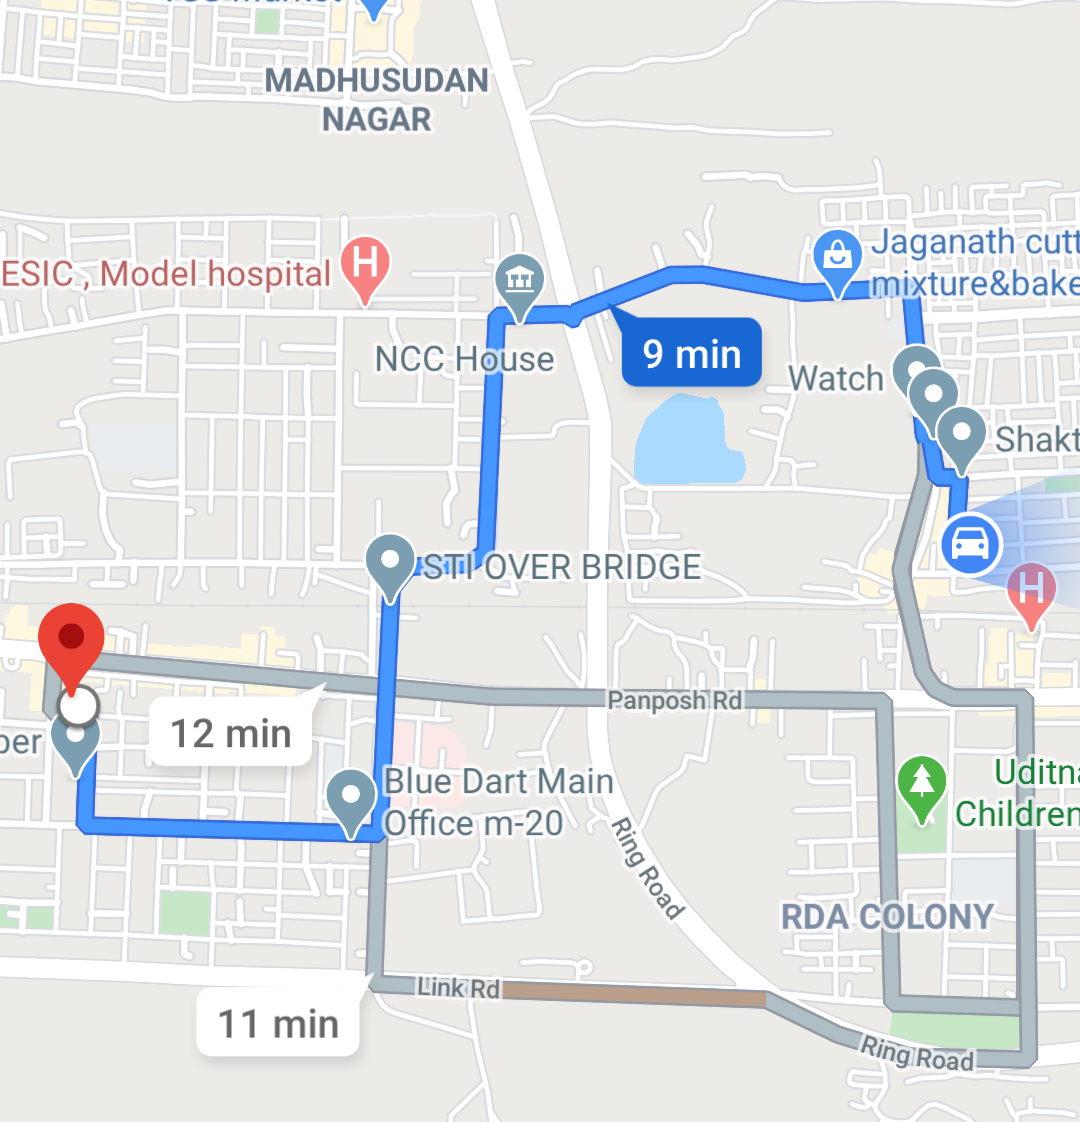 MADHUSUDAN
NAGAR
Jaganath cutt
mixture&bake
ESIC , Model hospital
H
NCC House
9 min
Watch
Shakt
STI OVER BRIDGE
H
Panposh Rd
12 min
per
Blue Dart Main
Office m-20
Uditna
Children
Ring Road
RDA COLONY
Link Rd
11 min
Ring Road